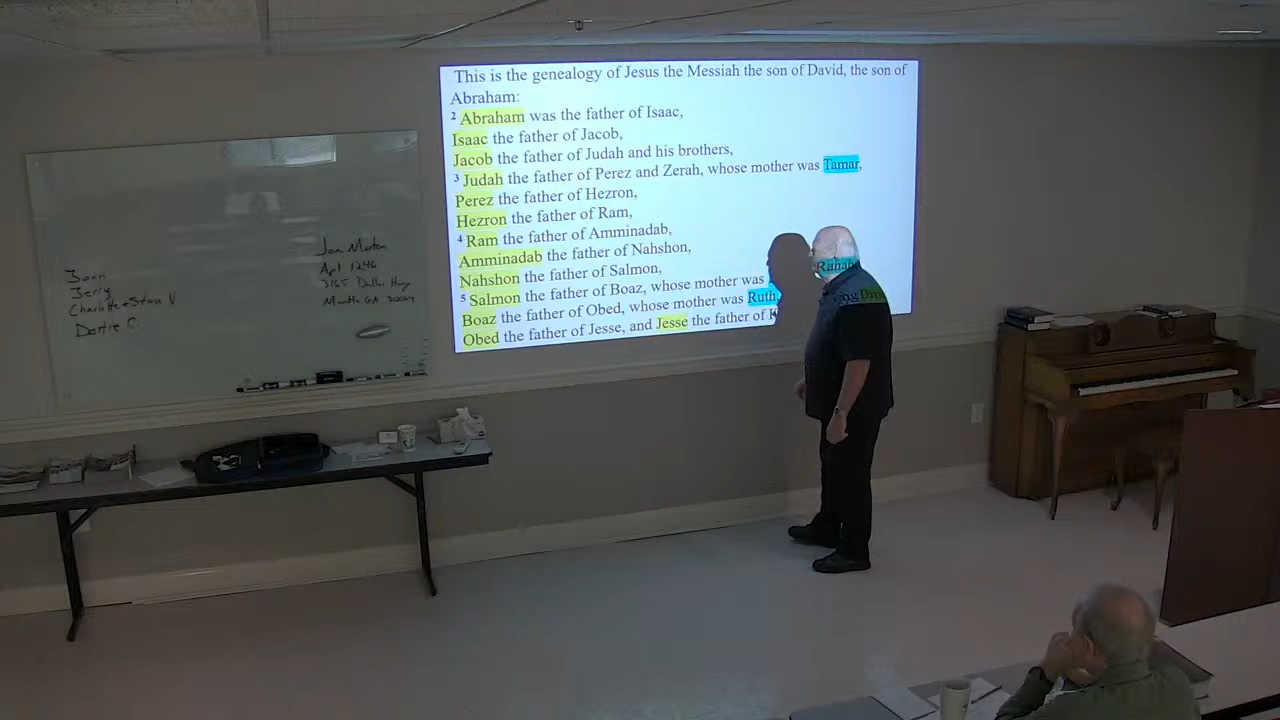 This is the genealogy of Jesus the Messiah the son of David, the son of
Abraham:
2 Abraham was the father of Isaac,
Isaac the father of Jacob,
Jacob the father of Judah and his brothers,
3 Judah the father of Perez and Zerah, whose mother was Tamar,
Perez the father of Hezron,
Hezron the father of Ram,
4 Ram the father of Amminadab,
Amminadab the father of Nahshon,
Nahshon the father of Salmon,
5 Salmon the father of Boaz, whose mother was Rahab
Boaz the father of Obed, whose mother was Ruth,
Obed the father of Jesse, and Jesse the father of King David
Jerry
Charlotte + Stan V
Dottie C
Apt 1246
3165